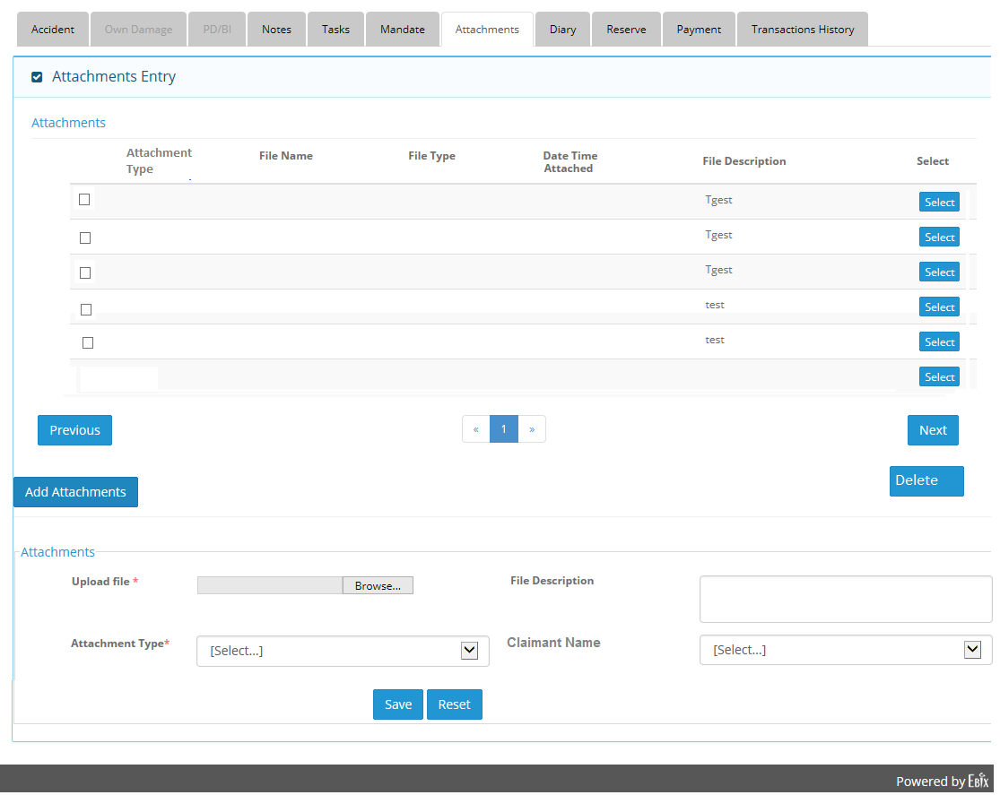 Accident Own Damage PD/BI Notes Tasks Mandate Attachments Diary Reserve Payment Transactions History
Attachments Entry
Attachments
Attachment Type File Name File Type Date Time Attached File Description Select
Tgest Select
Tgest Select
Tgest Select
test Select
test Select
Select
Previous « 1 » Next
Delete
Add Attachments
Attachments
Upload file * Browse... File Description
Attachment Type* [Select...] Claimant Name [Select...]
Save Reset
Powered by Ebix